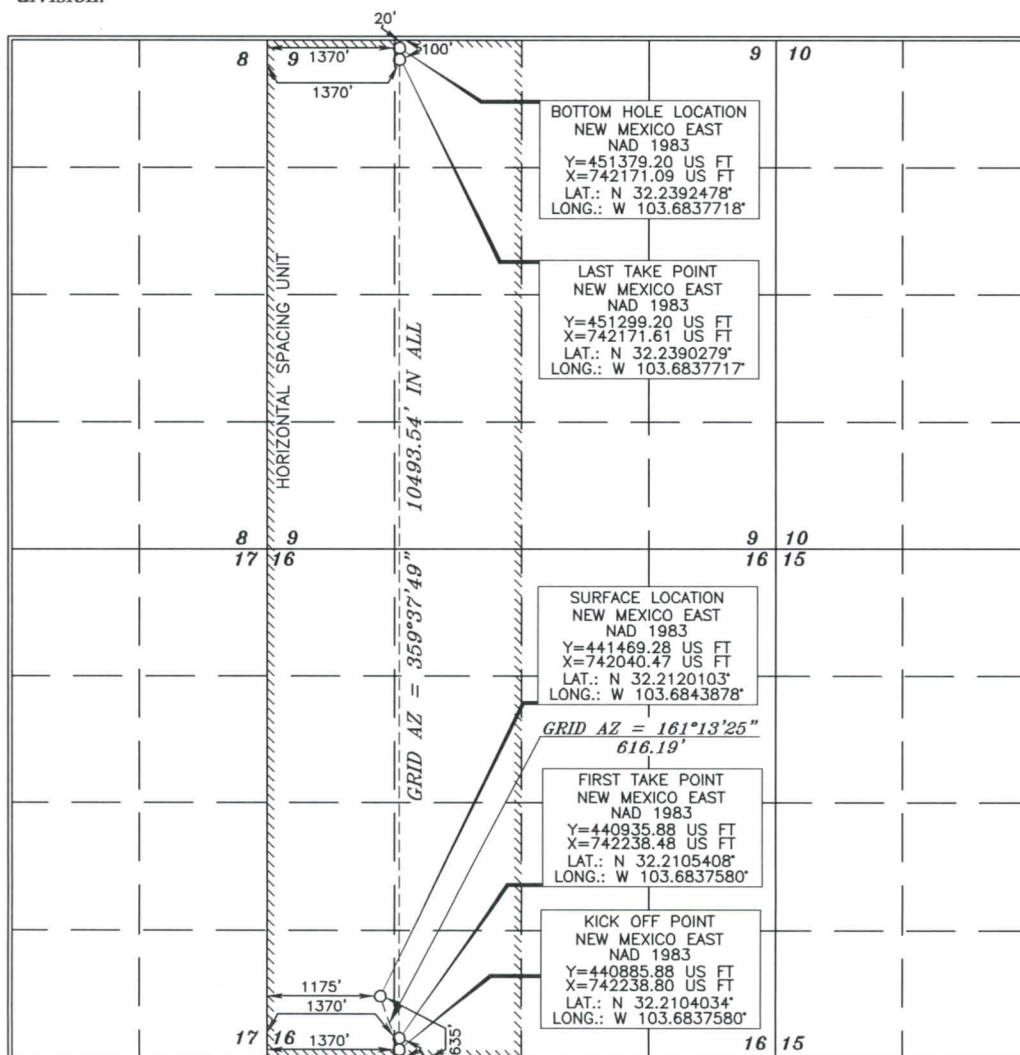 division.
20'
1370'
100'
8 9
9 10
1370'
BOTTOM HOLE LOCATION
NEW MEXICO EAST
NAD 1983
Y=451379.20 US FT
X=742171.09 US FT
LAT.: N 32.2392478°
LONG.: W 103.6837718°
LAST TAKE POINT
NEW MEXICO EAST
NAD 1983
Y=451299.20 US FT
X=742171.61 US FT
LAT.: N 32.2390279°
LONG.: W 103.6837717°
HORIZONTAL SPACING UNIT
GRID AZ = 359°37'49" 10493.54' IN ALL
8 9
9 10
17 16
16 15
SURFACE LOCATION
NEW MEXICO EAST
NAD 1983
Y=441469.28 US FT
X=742040.47 US FT
LAT.: N 32.2120103°
LONG.: W 103.6843878°
GRID AZ = 161°13'25"
616.19'
FIRST TAKE POINT
NEW MEXICO EAST
NAD 1983
Y=440935.88 US FT
X=742238.48 US FT
LAT.: N 32.2105408°
LONG.: W 103.6837580°
KICK OFF POINT
NEW MEXICO EAST
NAD 1983
Y=440885.88 US FT
X=742238.80 US FT
LAT.: N 32.2104034°
LONG.: W 103.6837580°
1175'
1370'
635'
17 16
1370'
16 15